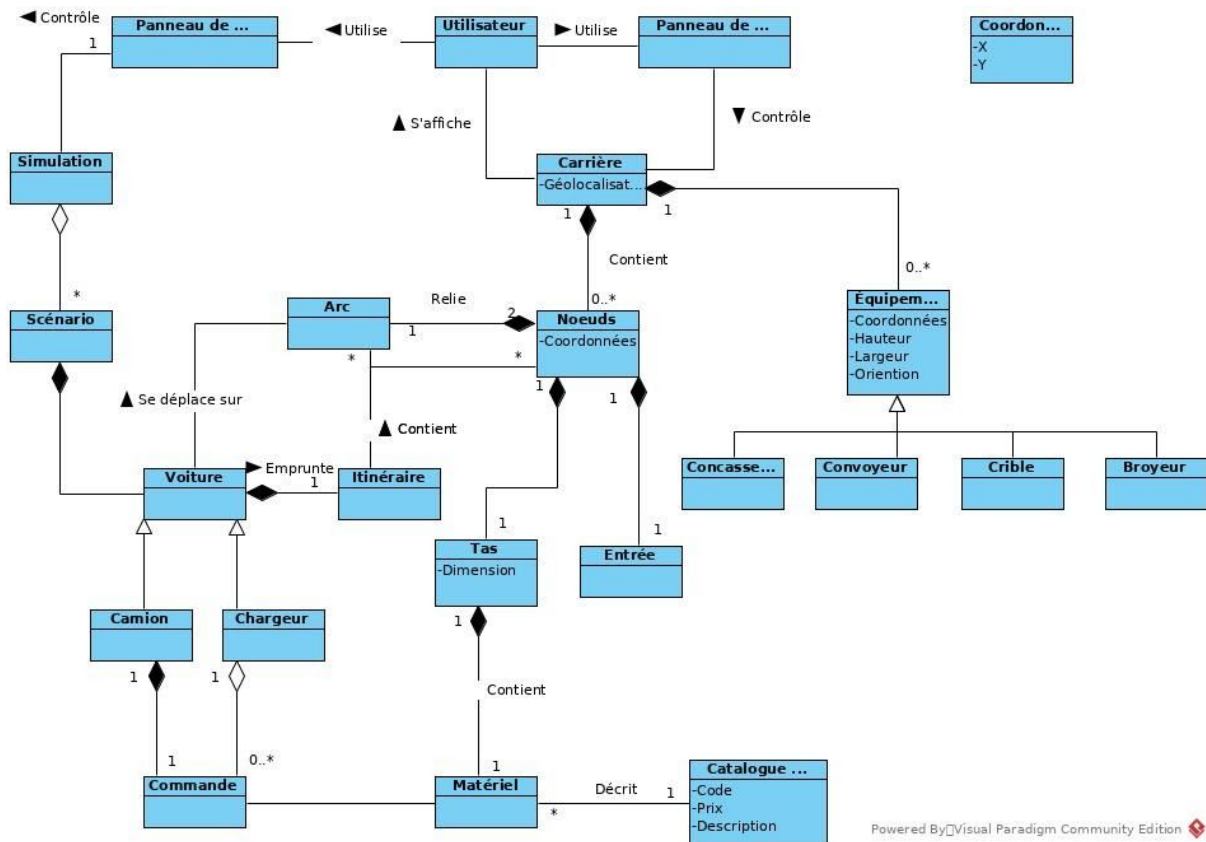 ◄ Contrôle
1
Panneau de ...
◄ Utilise
Utilisateur
► Utilise
Panneau de ...
Coordon...
-X
-Y
▲ S'affiche
▼ Contrôle
Simulation
Carrière
-Géolocalisat...
1
1
Contient
*
0..*
0..*
Scénario
Arc
Relie
1
2
Noeuds
-Coordonnées
Équipem...
-Coordonnées
-Hauteur
-Largeur
-Oriention
*
*
1
1
▲ Se déplace sur
▲ Contient
Voiture
► Emprunte
1
Itinéraire
Concasse...
Convoyeur
Crible
Broyeur
1
1
Tas
-Dimension
Entrée
Camion
Chargeur
1
1
1
Contient
1
0..*
1
Commande
Matériel
*
Décrit
1
Catalogue ...
-Code
-Prix
-Description
Powered By▯Visual Paradigm Community Edition